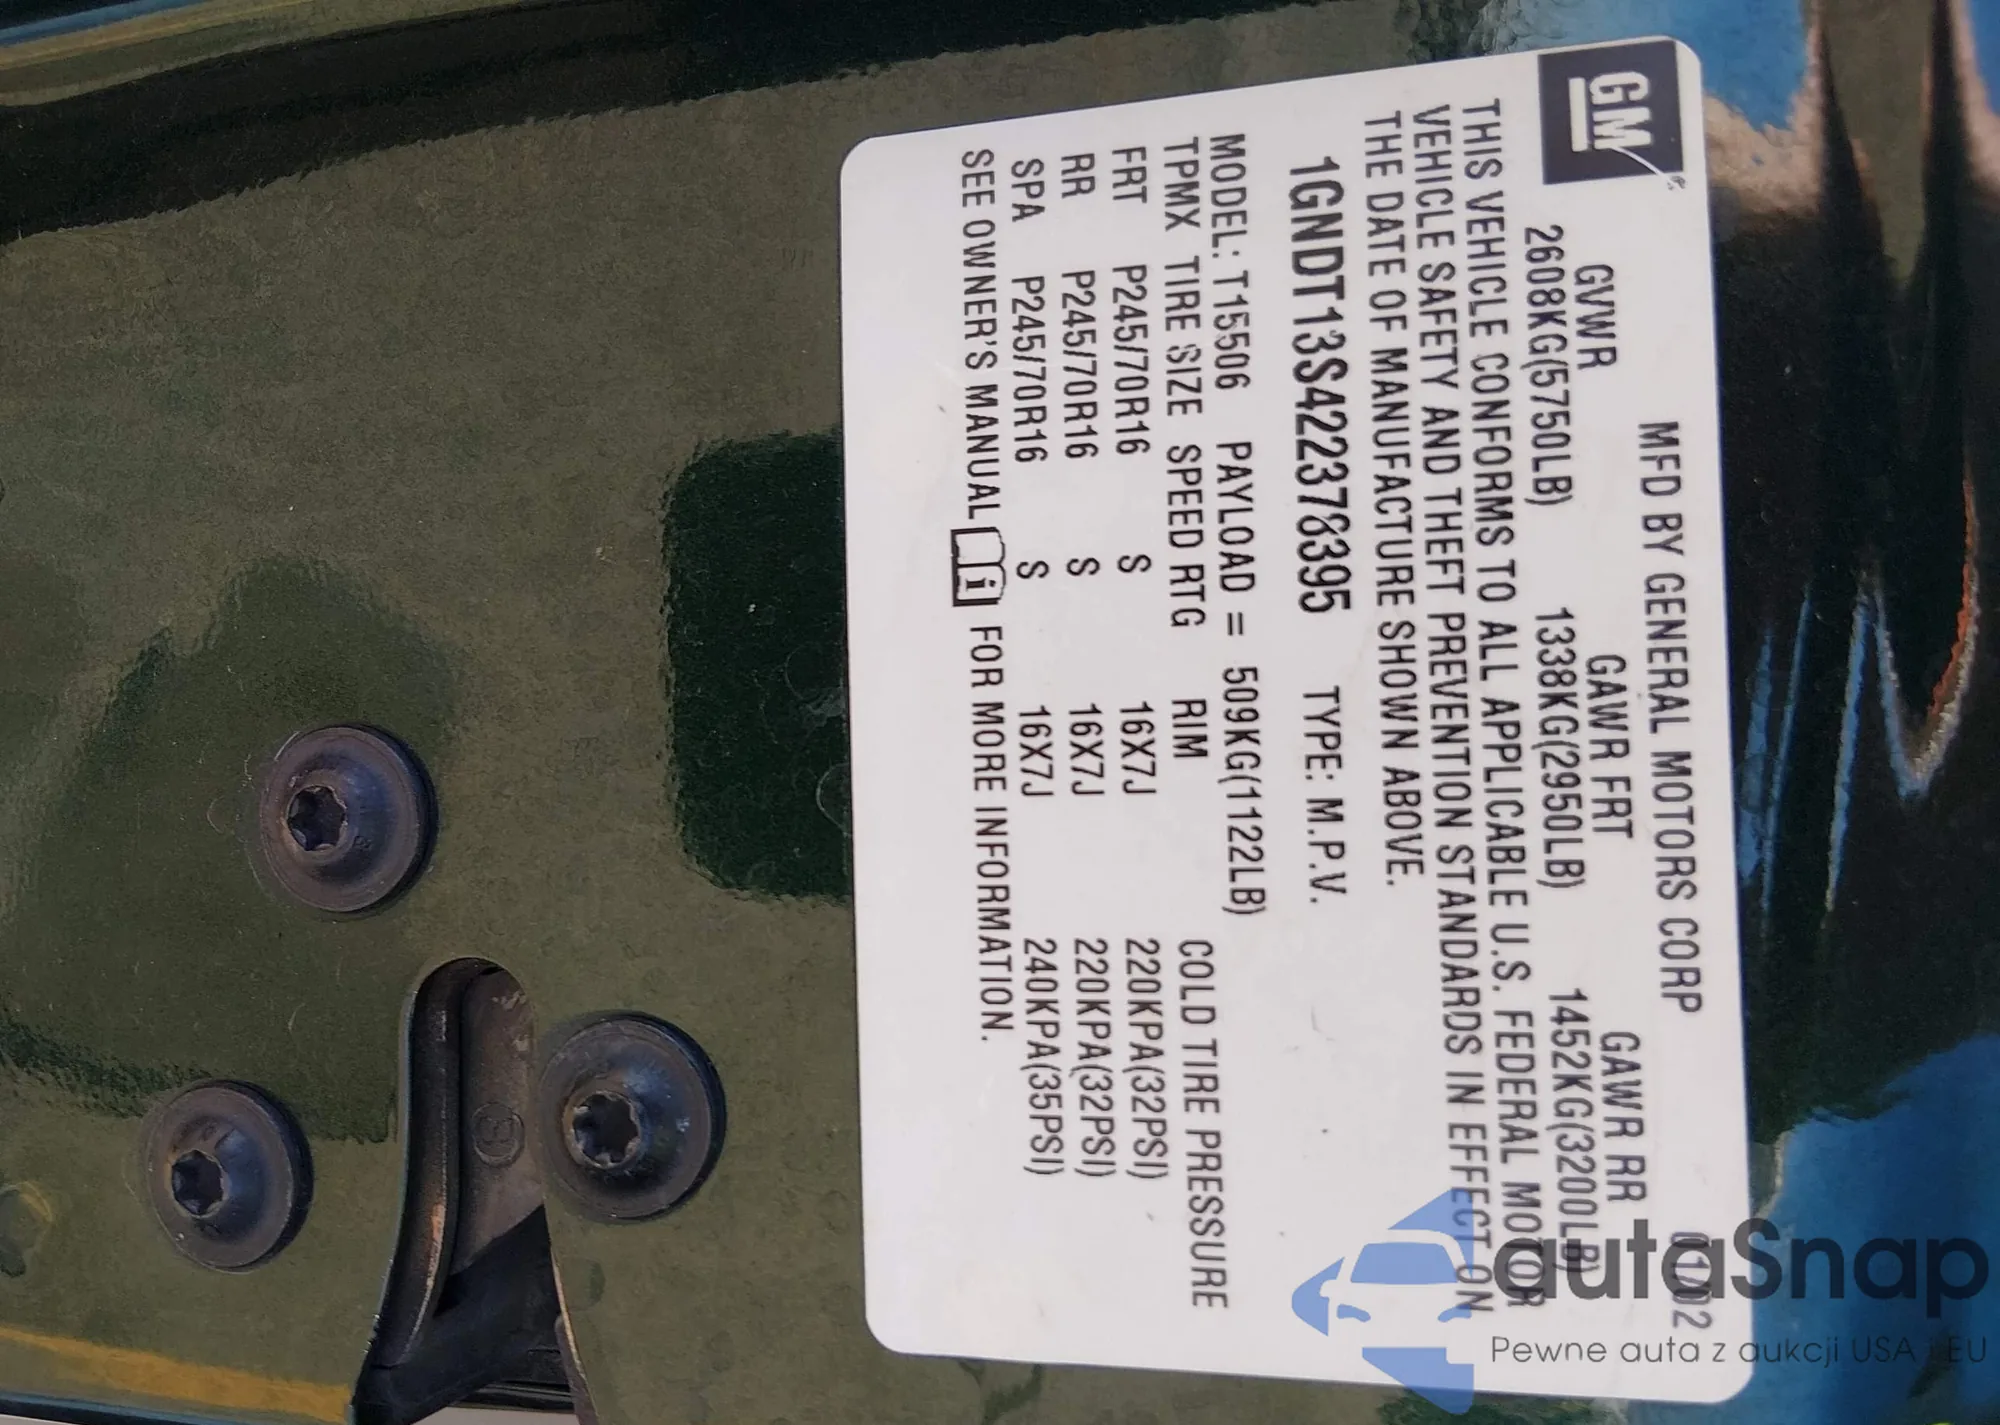 GM
MFD BY GENERAL MOTORS CORP 01/02
GVWR GAWR FRT GAWR RR
2608KG(5750LB) 1338KG(2950LB) 1452KG(3200LB)
THIS VEHICLE CONFORMS TO ALL APPLICABLE U.S. FEDERAL MOTOR
VEHICLE SAFETY AND THEFT PREVENTION STANDARDS IN EFFECT ON
THE DATE OF MANUFACTURE SHOWN ABOVE.
1GNDT13S422378395 TYPE: M.P.V.
MODEL: T15506 PAYLOAD = 509KG(1122LB)
TPMX TIRE SIZE SPEED RTG RIM COLD TIRE PRESSURE
FRT P245/70R16 S 16X7J 220KPA(32PSI)
RR P245/70R16 S 16X7J 220KPA(32PSI)
SPA P245/70R16 S 16X7J 240KPA(35PSI)
SEE OWNER'S MANUAL i FOR MORE INFORMATION.
autaSnap
Pewne auta z aukcji USA i EU